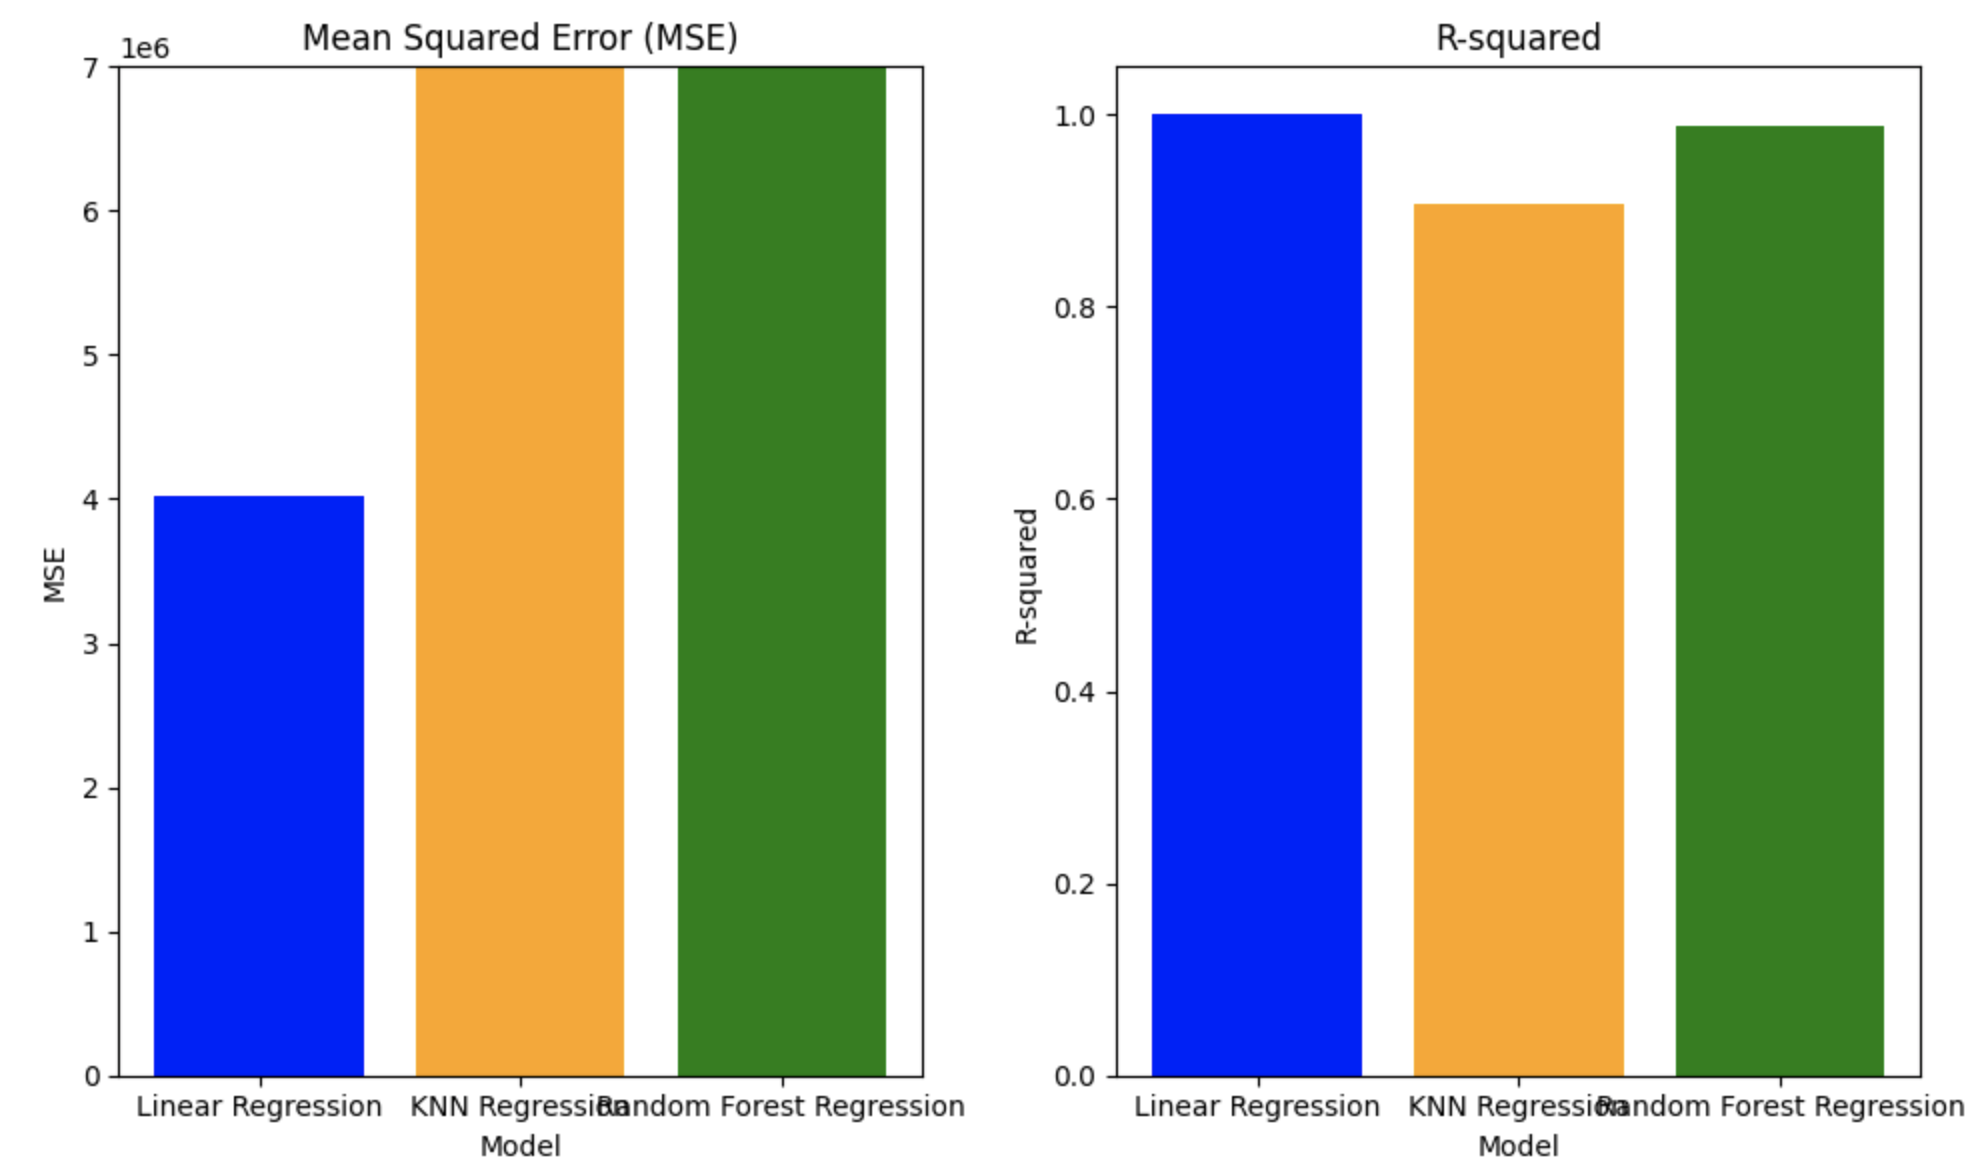 Mean Squared Error (MSE)
1e6
7
6
5
4
3
2
1
0
MSE
Linear Regression
KNN Regression
Random Forest Regression
Model
R-squared
1.0
0.8
0.6
0.4
0.2
0.0
R-squared
Linear Regression
KNN Regression
Random Forest Regression
Model